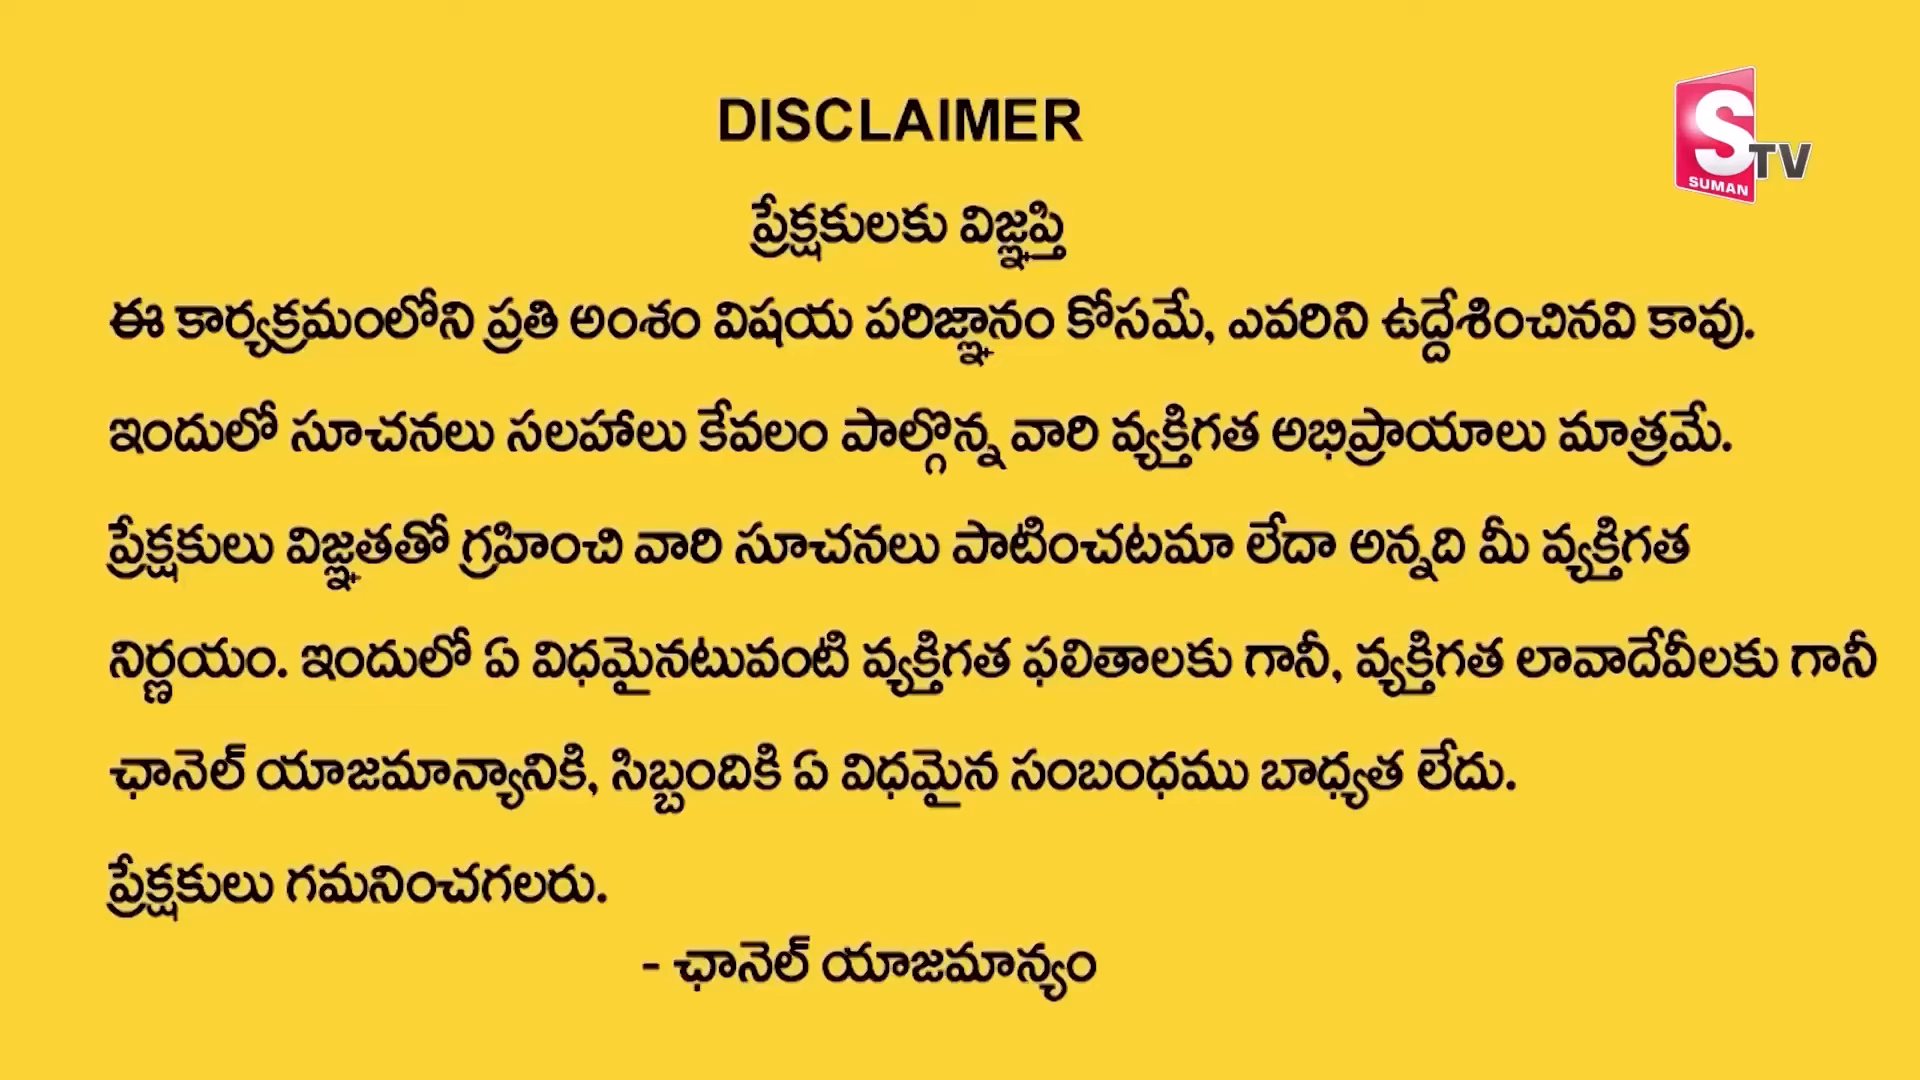 DISCLAIMER
S TV
SUMAN
ప్రేక్షకులకు విజ్ఞప్తి
ఈ కార్యక్రమంలోని ప్రతి అంశం విషయ పరిజ్ఞానం కోసమే, ఎవరిని ఉద్దేశించినవి కావు.
ఇందులో సూచనలు సలహాలు కేవలం పాల్గొన్న వారి వ్యక్తిగత అభిప్రాయాలు మాత్రమే.
ప్రేక్షకులు విజ్ఞతతో గ్రహించి వారి సూచనలు పాటించటమా లేదా అన్నది మీ వ్యక్తిగత
నిర్ణయం. ఇందులో ఏ విధమైనటువంటి వ్యక్తిగత ఫలితాలకు గానీ, వ్యక్తిగత లావాదేవీలకు గానీ
ఛానెల్ యాజమాన్యానికి, సిబ్బందికి ఏ విధమైన సంబంధము బాధ్యత లేదు.
ప్రేక్షకులు గమనించగలరు.
- ఛానెల్ యాజమాన్యం